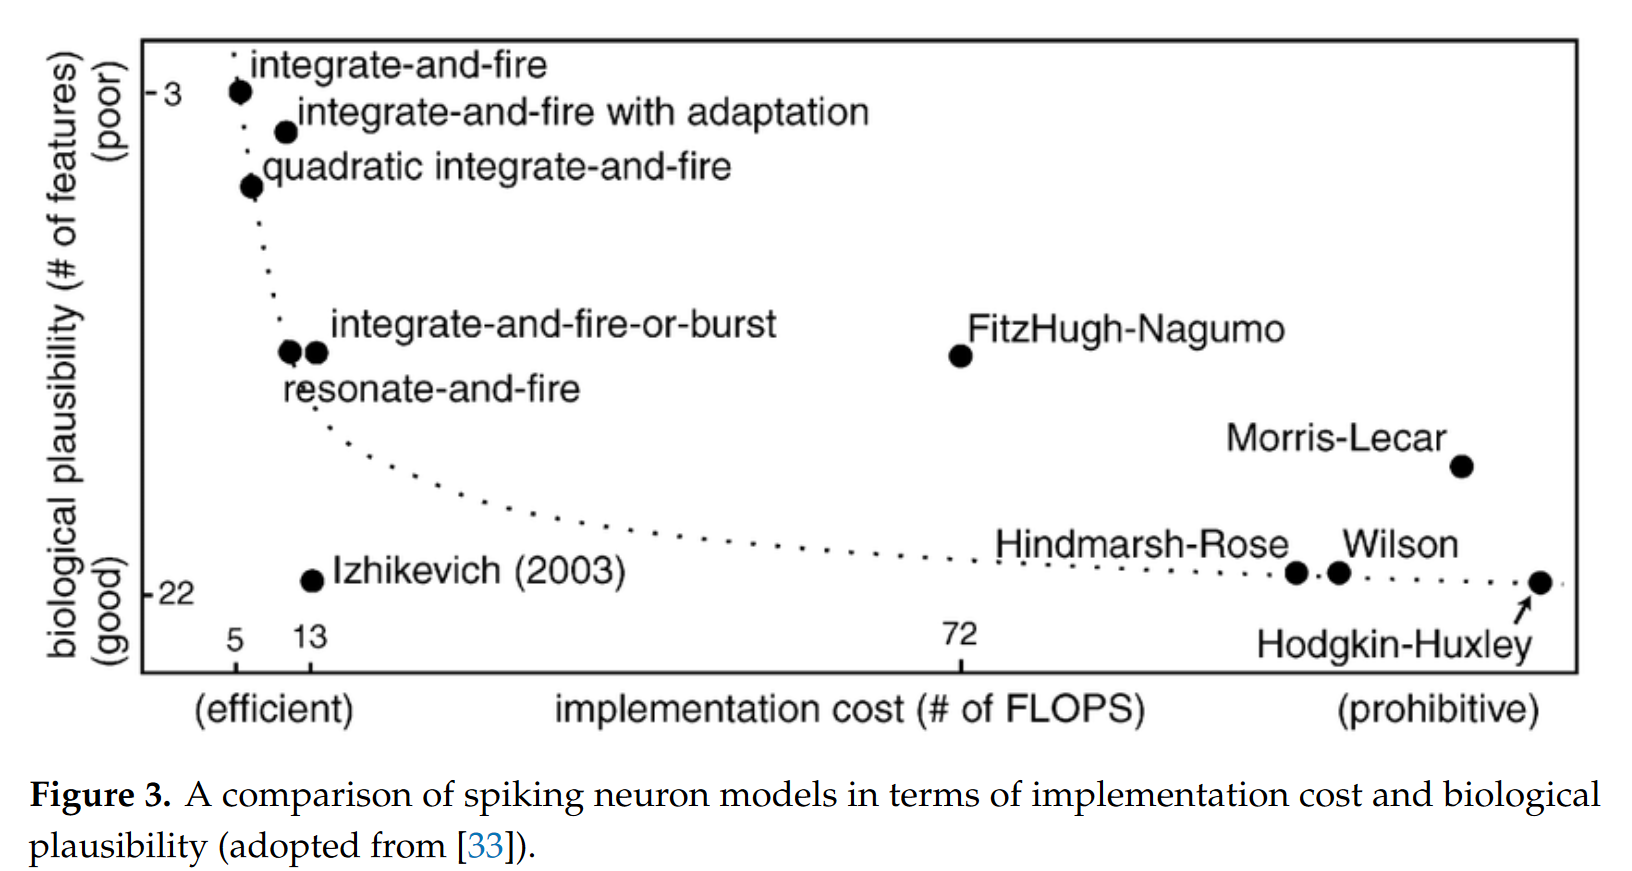 biological plausibility (# of features)
(poor)
(good)
3
22
integrate-and-fire
integrate-and-fire with adaptation
quadratic integrate-and-fire
integrate-and-fire-or-burst
resonate-and-fire
FitzHugh-Nagumo
Morris-Lecar
Hindmarsh-Rose
Wilson
Izhikevich (2003)
Hodgkin-Huxley
5
13
72
(efficient)
implementation cost (# of FLOPS)
(prohibitive)
Figure 3. A comparison of spiking neuron models in terms of implementation cost and biological
plausibility (adopted from [33]).